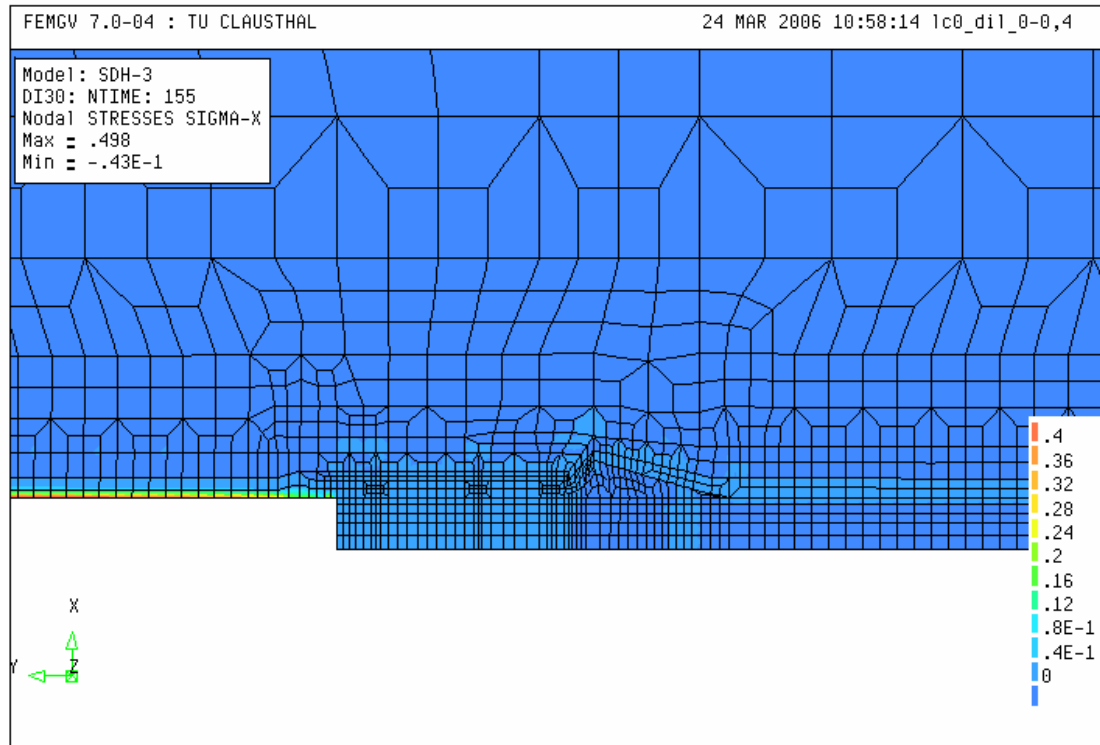 FEMGV 7.0-04 : TU CLAUSTHAL 24 MAR 2006 10:58:14 lc0_dil_0-0,4
Model: SDH-3
DI30: NTIME: 155
Nodal STRESSES SIGMA-X
Max = .498
Min = -.43E-1
.4
.36
.32
.28
.24
.2
.16
.12
.8E-1
.4E-1
0
X
Y Z